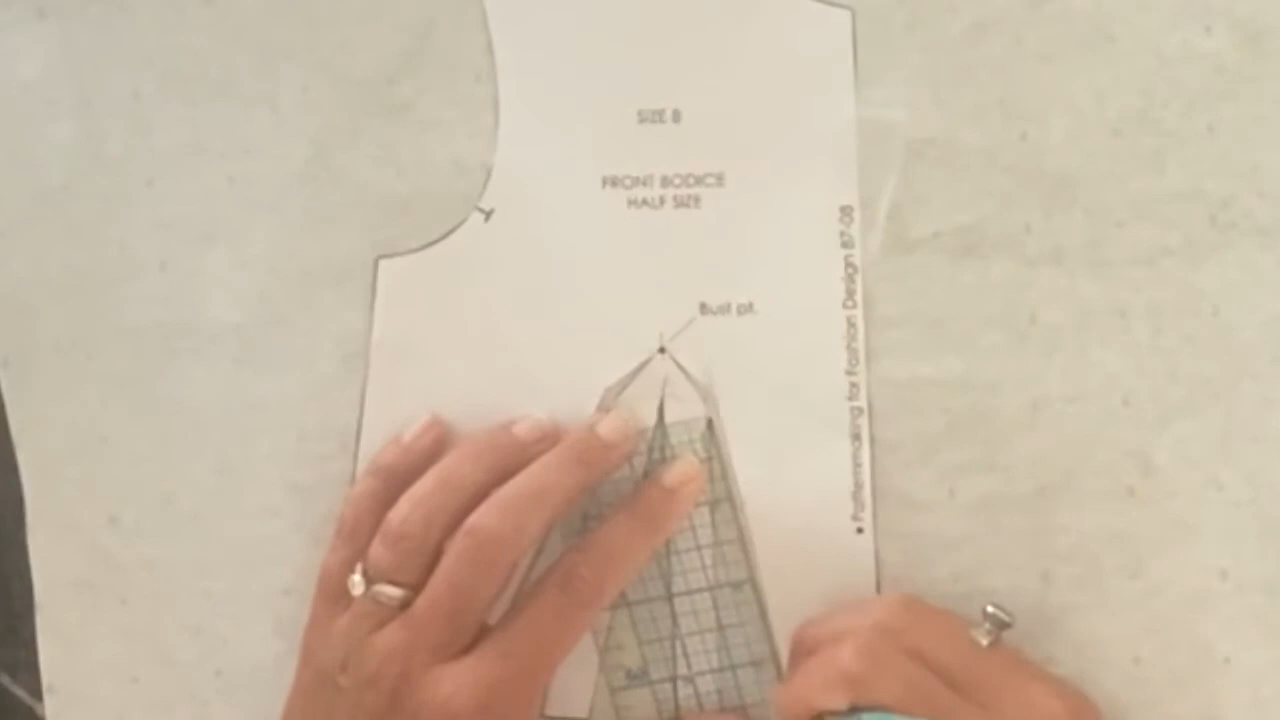 SIZE 8
FRONT BODICE
HALF SIZE
Bust pt.
• Patternmaking for Fashion Design 87-08